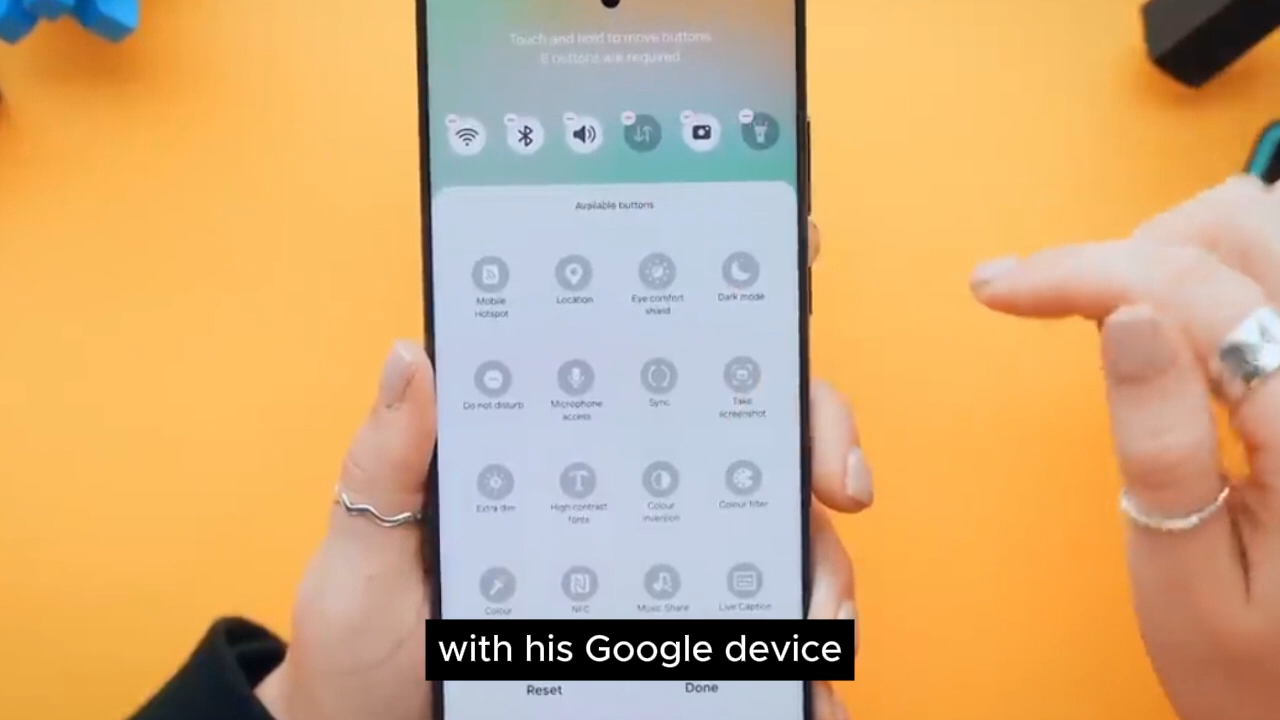 Touch and hold to move buttons.
6 buttons are required.
Available buttons
Mobile Location Eye comfort Dark mode
Hotspot shield
Do not disturb Microphone Sync Take
access screenshot
Extra dim High contrast Colour Colour filter
fonts inversion
Colour NFC Music Share Live Caption
with his Google device
Reset Done